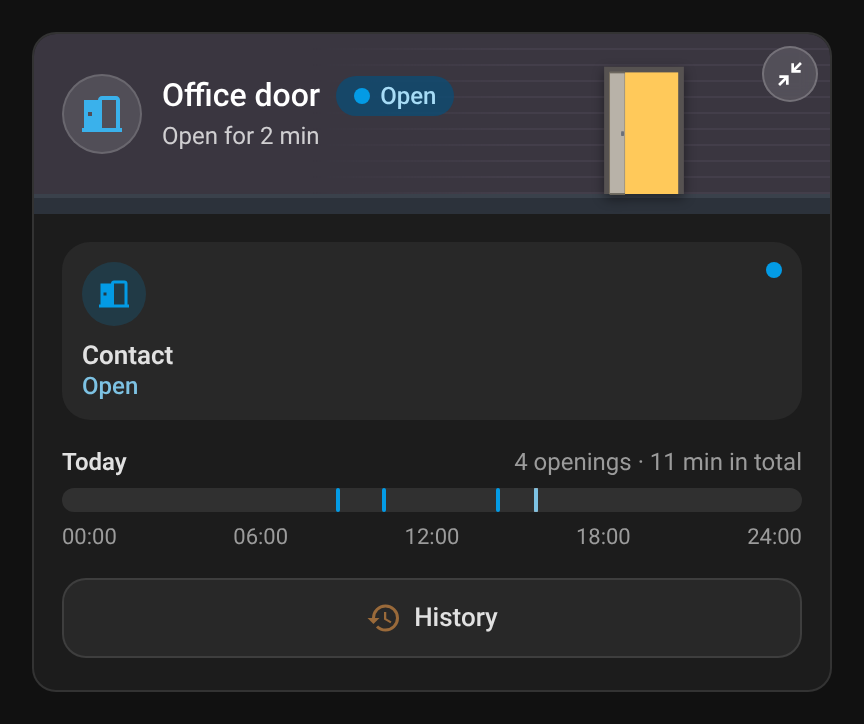 Office door
Open
Open for 2 min
Contact
Open
Today
4 openings · 11 min in total
00:00 06:00 12:00 18:00 24:00
History